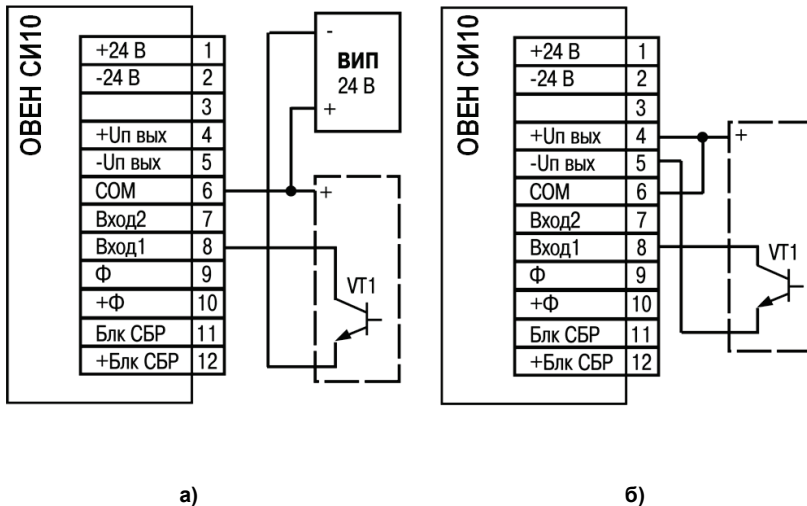 ОВЕН СИ10
+24 В 1
-24 В 2
3
+Uп вых 4
-Uп вых 5
COM 6
Вход2 7
Вход1 8
Ф 9
+Ф 10
Блк СБР 11
+Блк СБР 12
-
ВИП
24 В
+
+
VT1
а)
ОВЕН СИ10
+24 В 1
-24 В 2
3
+Uп вых 4
-Uп вых 5
COM 6
Вход2 7
Вход1 8
Ф 9
+Ф 10
Блк СБР 11
+Блк СБР 12
+
VT1
б)